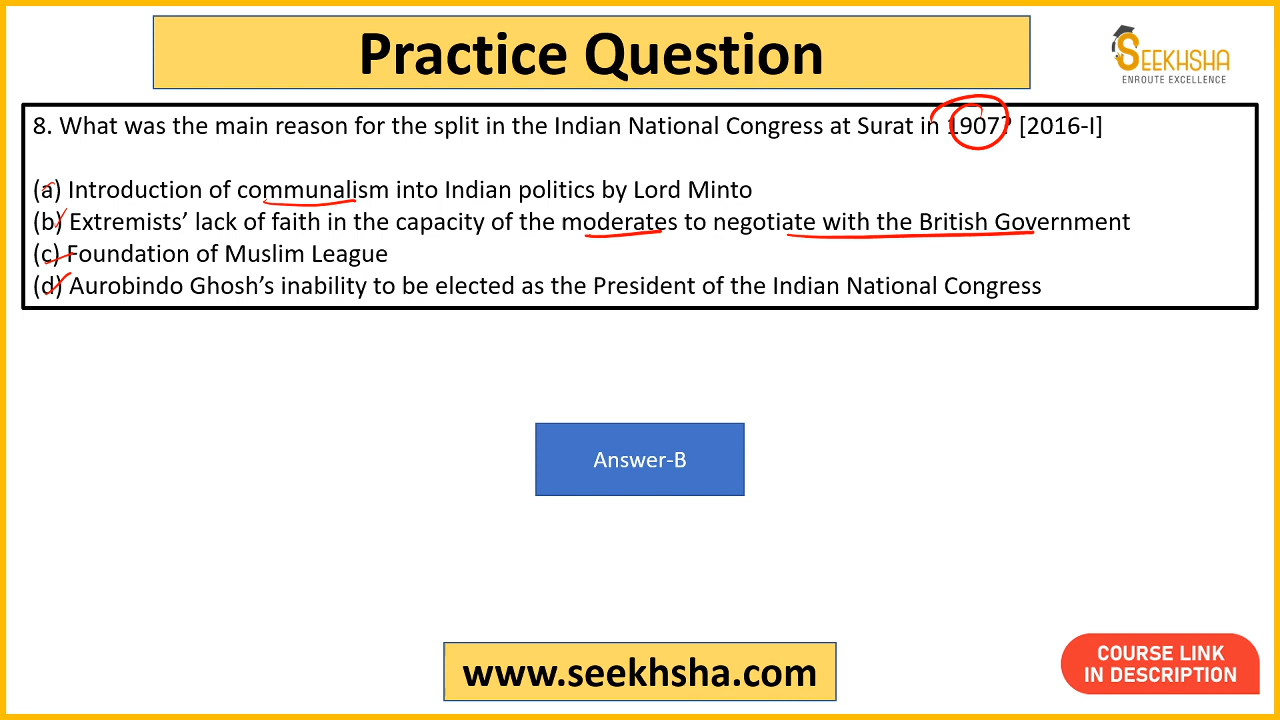 Practice Question
SEEKHSHA
ENROUTE EXCELLENCE
8. What was the main reason for the split in the Indian National Congress at Surat in 1907? [2016-I]
(a) Introduction of communalism into Indian politics by Lord Minto
(b) Extremists’ lack of faith in the capacity of the moderates to negotiate with the British Government
(c) Foundation of Muslim League
(d) Aurobindo Ghosh’s inability to be elected as the President of the Indian National Congress
Answer-B
www.seekhsha.com
COURSE LINK
IN DESCRIPTION